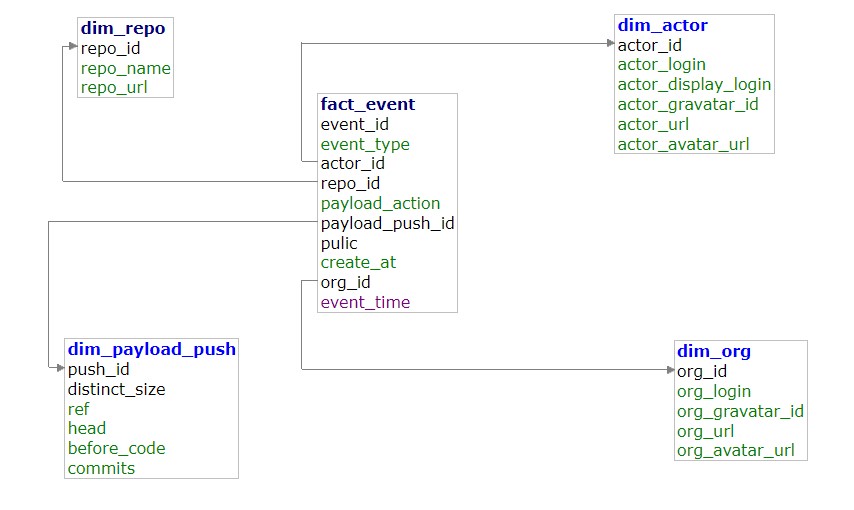 dim_repo
repo_id
repo_name
repo_url
dim_actor
actor_id
actor_login
actor_display_login
actor_gravatar_id
actor_url
actor_avatar_url
fact_event
event_id
event_type
actor_id
repo_id
payload_action
payload_push_id
pulic
create_at
org_id
event_time
dim_payload_push
push_id
distinct_size
ref
head
before_code
commits
dim_org
org_id
org_login
org_gravatar_id
org_url
org_avatar_url